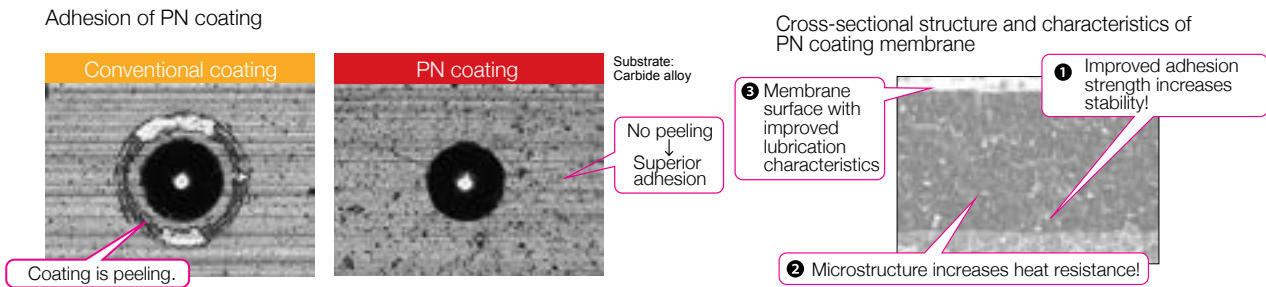 Adhesion of PN coating
Conventional coating
PN coating
Substrate:
Carbide alloy
No peeling
↓
Superior
adhesion
Coating is peeling.
Cross-sectional structure and characteristics of
PN coating membrane
❸ Membrane
surface with
improved
lubrication
characteristics
❶ Improved adhesion
strength increases
stability!
❷ Microstructure increases heat resistance!